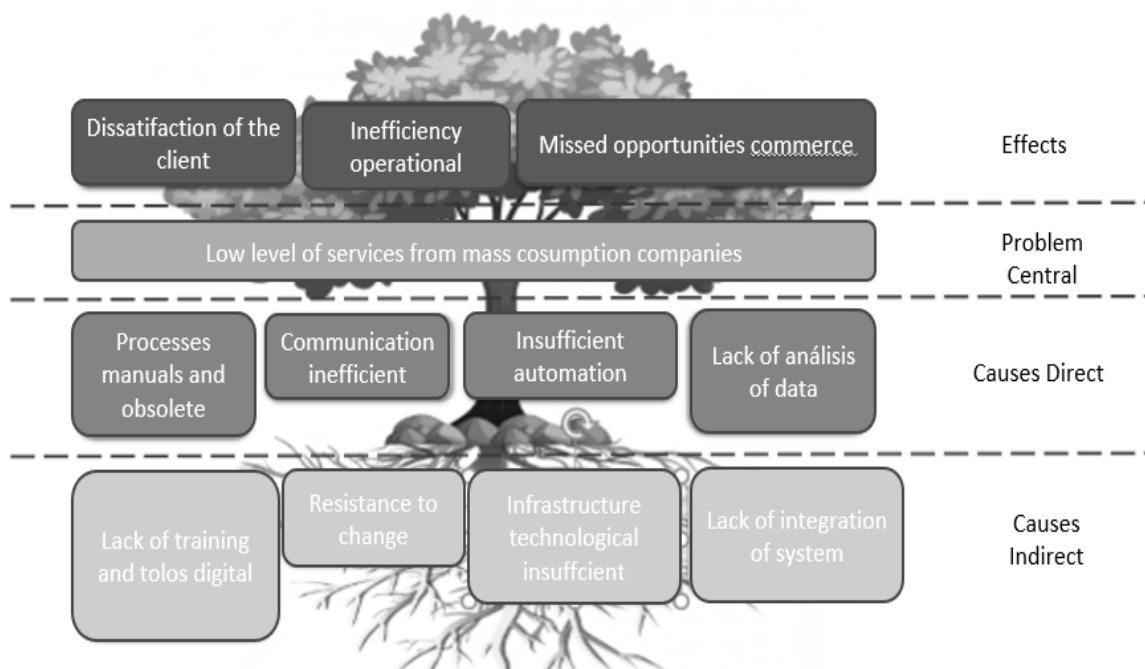 Dissatifaction of the
client
Inefficiency
operational
Missed opportunities commerce
Effects
Low level of services from mass cosumption companies
Problem
Central
Processes
manuals and
obsolete
Communication
inefficient
Insufficient
automation
Lack of análisis
of data
Causes Direct
Lack of training
and tolos digital
Resistance to
change
Infrastructure
technological
insuffcient
Lack of integration
of system
Causes
Indirect